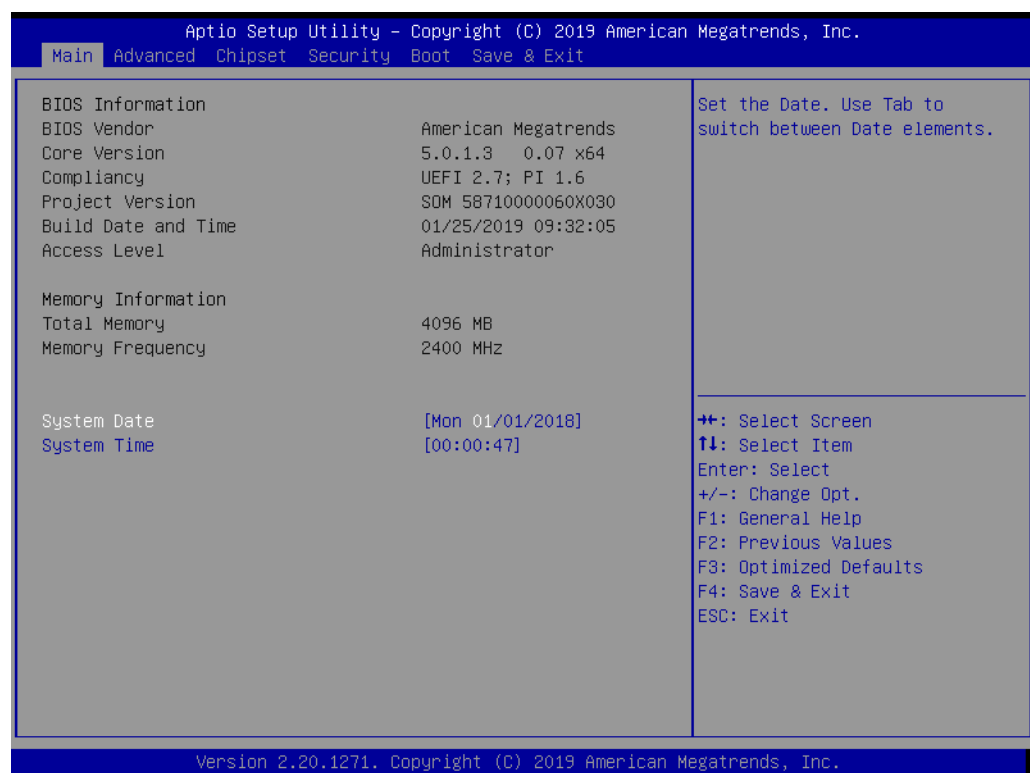 Aptio Setup Utility – Copyright (C) 2019 American Megatrends, Inc.
Main Advanced Chipset Security Boot Save & Exit
BIOS Information
BIOS Vendor American Megatrends
Core Version 5.0.1.3 0.07 x64
Compliancy UEFI 2.7; PI 1.6
Project Version SOM 58710000060X030
Build Date and Time 01/25/2019 09:32:05
Access Level Administrator
Memory Information
Total Memory 4096 MB
Memory Frequency 2400 MHz
System Date [Mon 01/01/2018]
System Time [00:00:47]
Set the Date. Use Tab to
switch between Date elements.
→←: Select Screen
↑↓: Select Item
Enter: Select
+/-: Change Opt.
F1: General Help
F2: Previous Values
F3: Optimized Defaults
F4: Save & Exit
ESC: Exit
Version 2.20.1271. Copyright (C) 2019 American Megatrends, Inc.